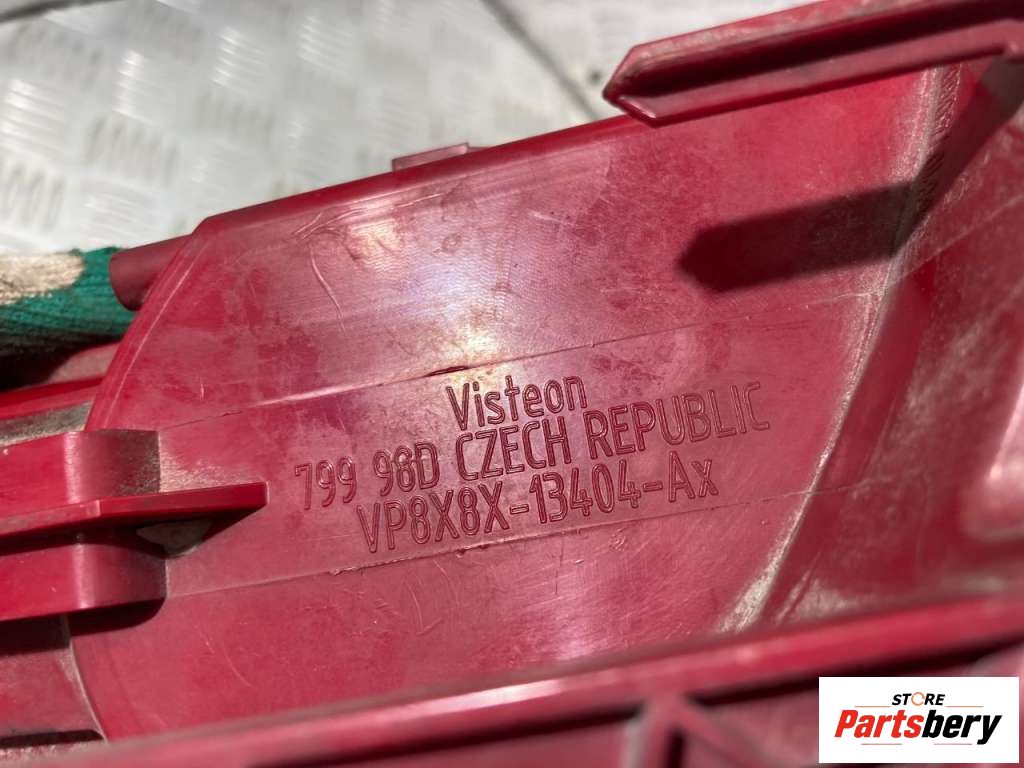 Visteon
799 98D CZECH REPUBLIC
VP8X8X-13404-Ax
STORE
Partsbery